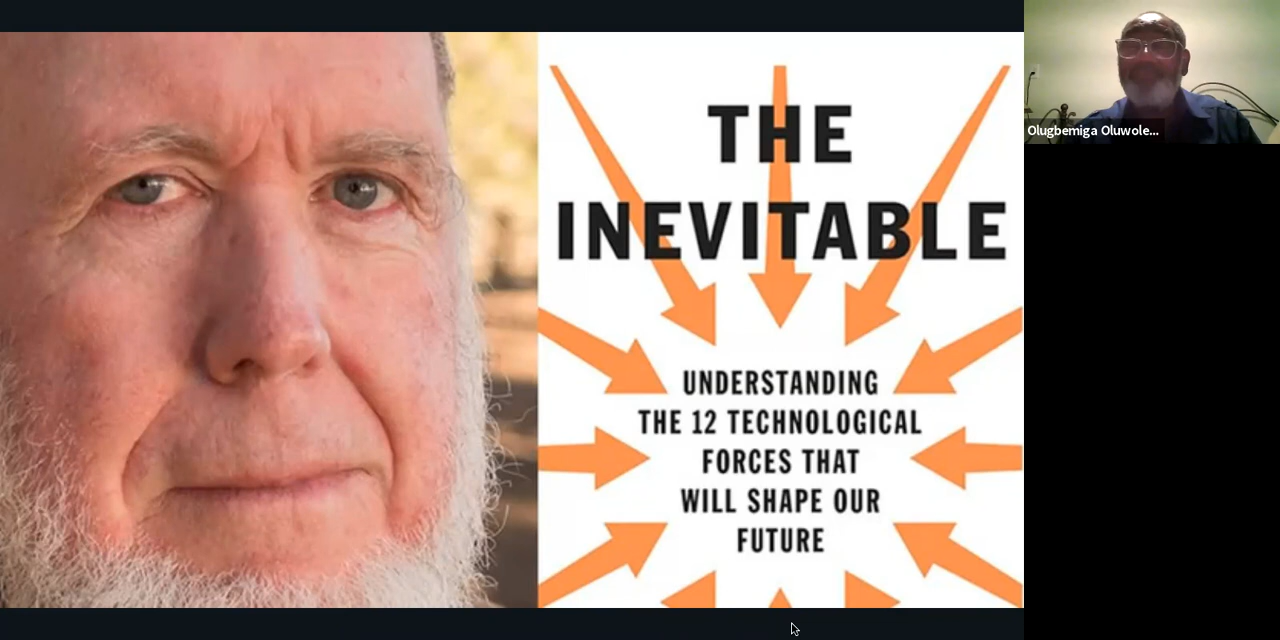 THE
INEVITABLE
UNDERSTANDING
THE 12 TECHNOLOGICAL
FORCES THAT
WILL SHAPE OUR
FUTURE
Olugbemiga Oluwole...